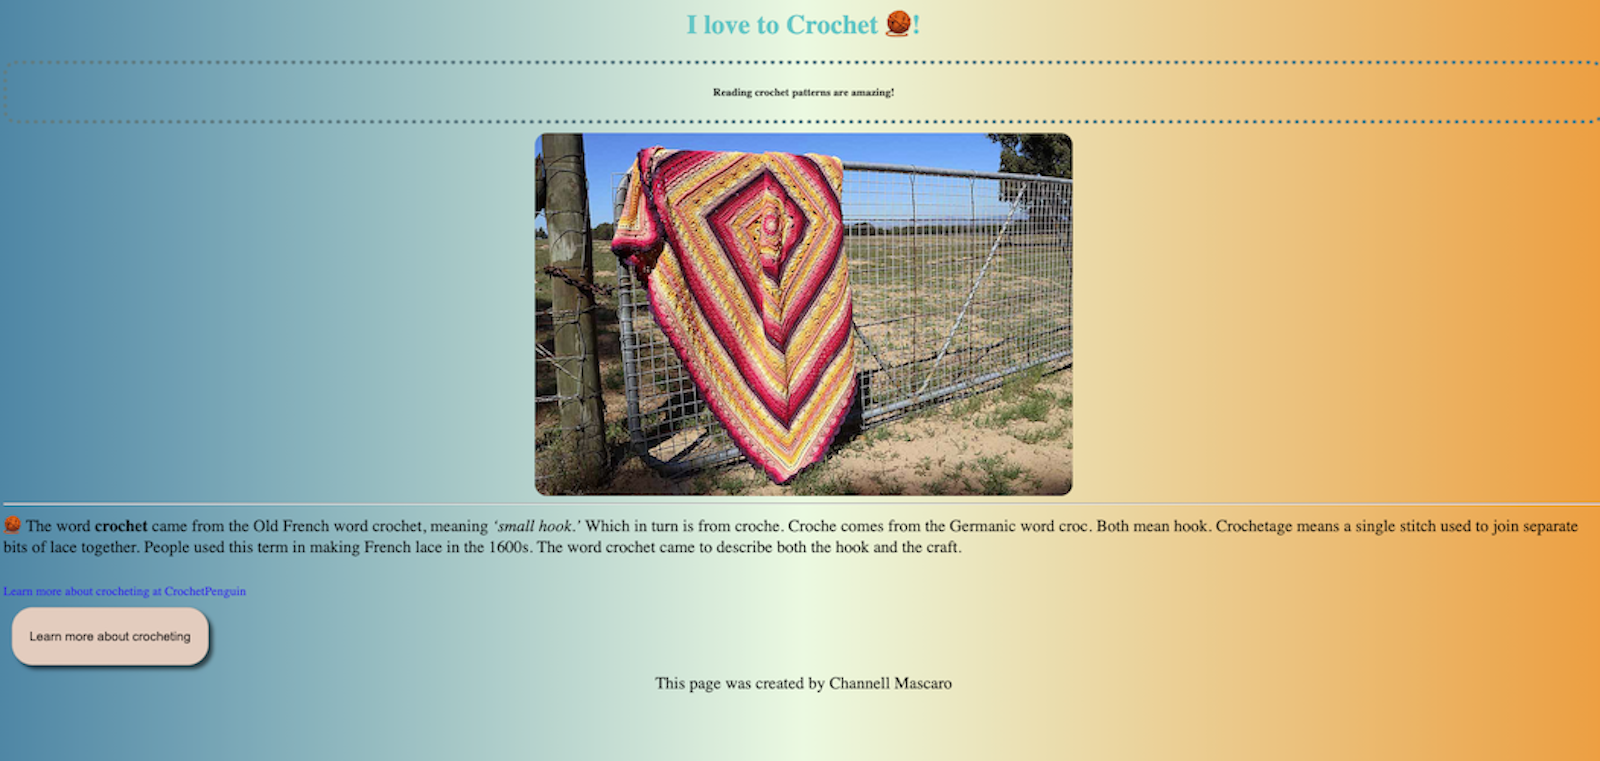 I love to Crochet 🧶!
Reading crochet patterns are amazing!
🧶 The word crochet came from the Old French word crochet, meaning ‘small hook.’ Which in turn is from croche. Croche comes from the Germanic word croc. Both mean hook. Crochetage means a single stitch used to join separate
bits of lace together. People used this term in making French lace in the 1600s. The word crochet came to describe both the hook and the craft.
Learn more about crocheting at CrochetPenguin
Learn more about crocheting
This page was created by Channell Mascaro